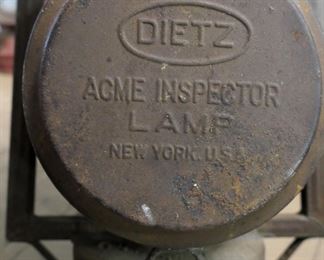 DIETZ
ACME INSPECTOR
LAMP
NEW YORK. U.S.A.